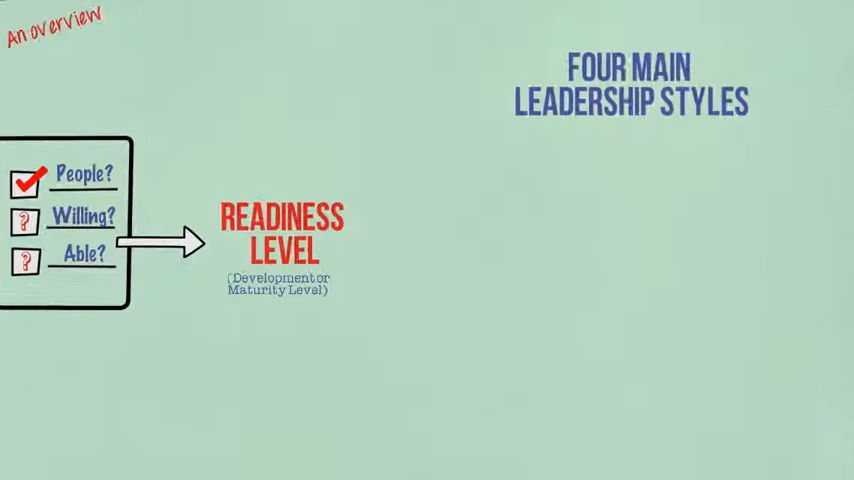 An overview
FOUR MAIN
LEADERSHIP STYLES
People?
Willing?
Able?
?
?
READINESS
LEVEL
(Development or
Maturity Level)